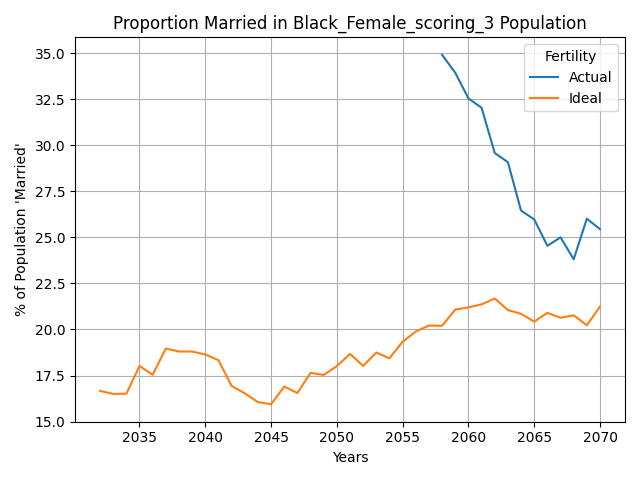 Proportion Married in Black_Female_scoring_3 Population
Fertility
Actual
Ideal
% of Population 'Married'
35.0
32.5
30.0
27.5
25.0
22.5
20.0
17.5
15.0
2035 2040 2045 2050 2055 2060 2065 2070
Years